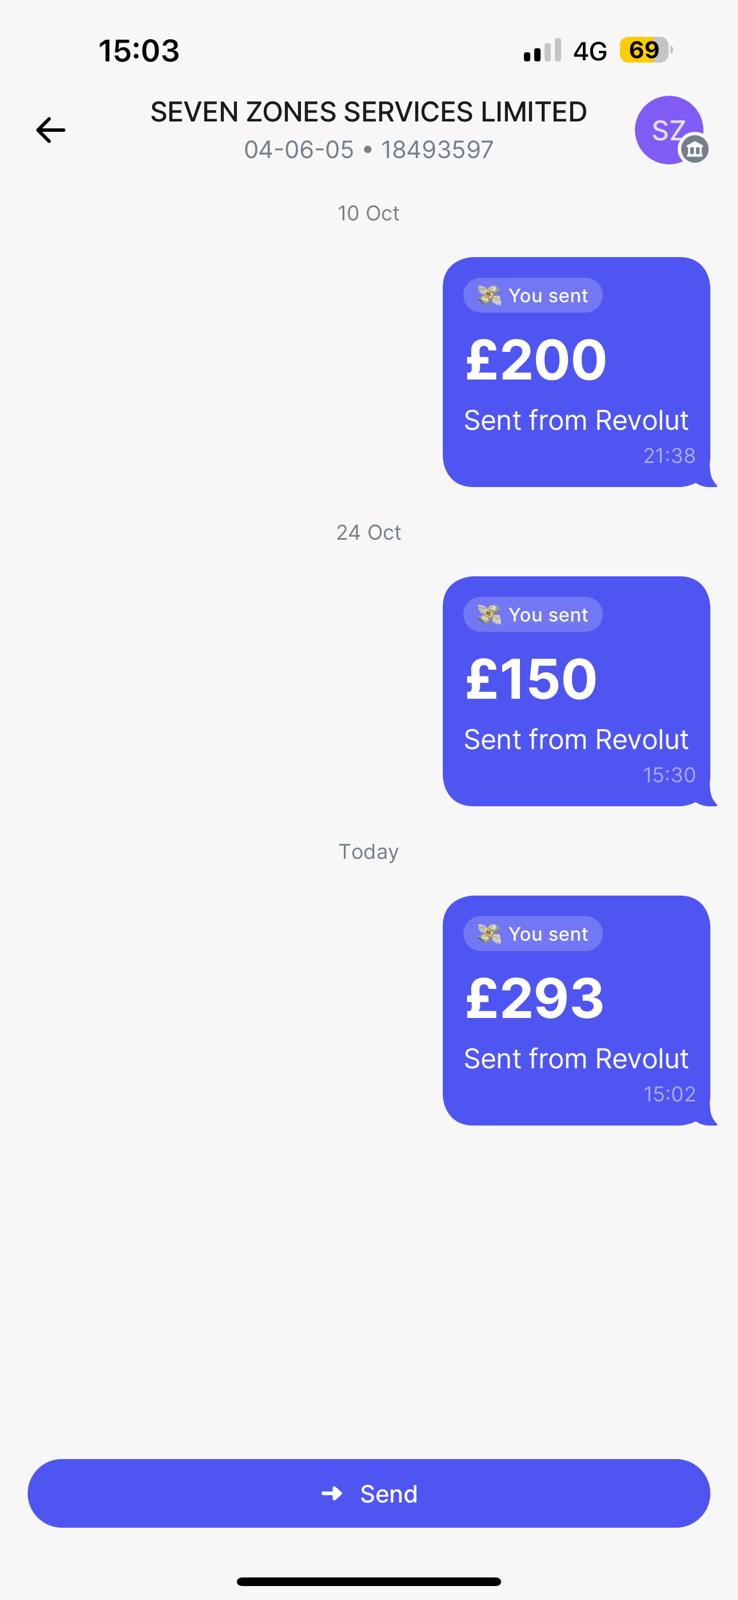 15:03
4G 69
SEVEN ZONES SERVICES LIMITED
04-06-05 • 18493597
SZ
10 Oct
💸 You sent
£200
Sent from Revolut
21:38
24 Oct
💸 You sent
£150
Sent from Revolut
15:30
Today
💸 You sent
£293
Sent from Revolut
15:02
Send